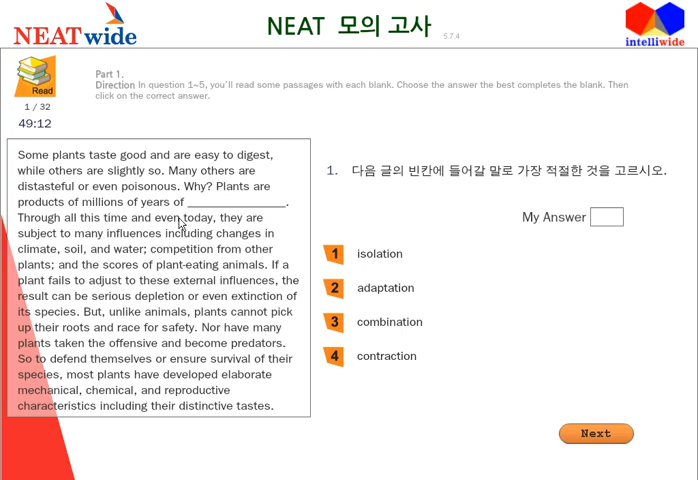 NEATwide
NEAT 모의 고사
5.7.4
intelliwide
Read
1 / 32
49:12
Part 1.
Direction In question 1~5, you'll read some passages with each blank. Choose the answer the best completes the blank. Then
click on the correct answer.
Some plants taste good and are easy to digest,
while others are slightly so. Many others are
distasteful or even poisonous. Why? Plants are
products of millions of years of ________________.
Through all this time and even today, they are
subject to many influences including changes in
climate, soil, and water; competition from other
plants; and the scores of plant-eating animals. If a
plant fails to adjust to these external influences, the
result can be serious depletion or even extinction of
its species. But, unlike animals, plants cannot pick
up their roots and race for safety. Nor have many
plants taken the offensive and become predators.
So to defend themselves or ensure survival of their
species, most plants have developed elaborate
mechanical, chemical, and reproductive
characteristics including their distinctive tastes.
1. 다음 글의 빈칸에 들어갈 말로 가장 적절한 것을 고르시오.
My Answer
1 isolation
2 adaptation
3 combination
4 contraction
Next